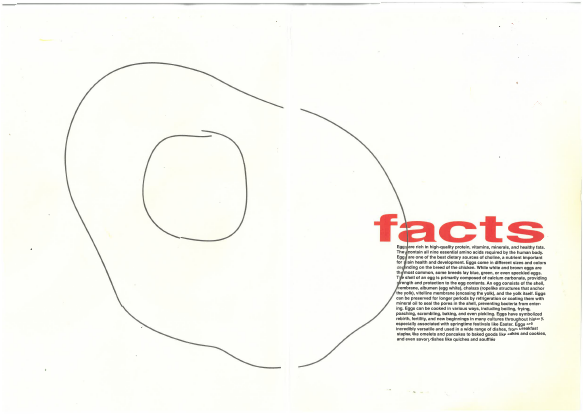 facts
Eggs are rich in high-quality protein, vitamins, minerals, and healthy fats.
They contain all nine essential amino acids required by the human body.
Eggs are one of the best dietary sources of choline, a nutrient important
for brain health and development. Eggs come in different sizes and colors
depending on the breed of the chicken. While white and brown eggs are
the most common, some breeds lay blue, green, or even speckled eggs.
The shell of an egg is primarily composed of calcium carbonate, providing
strength and protection to the egg contents. An egg consists of the shell,
membrane, albumen (egg white), chalaza (ropelike structures that anchor
the yolk), vitelline membrane (encasing the yolk), and the yolk itself. Eggs
can be preserved for longer periods by refrigeration or coating them with
mineral oil to seal the pores in the shell, preventing bacteria from enter-
ing. Eggs can be cooked in various ways, including boiling, frying,
poaching, scrambling, baking, and even pickling. Eggs have symbolized
rebirth, fertility, and new beginnings in many cultures throughout history,
especially associated with springtime festivals like Easter. Eggs are
incredibly versatile and used in a wide range of dishes, from breakfast
staples like omelets and pancakes to baked goods like cakes and cookies,
and even savory dishes like quiches and soufflés